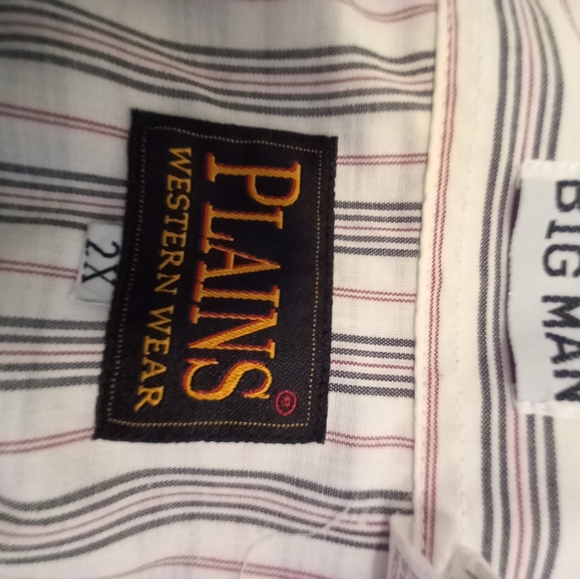 BIG MAN
PLAINS®
WESTERN WEAR
2X